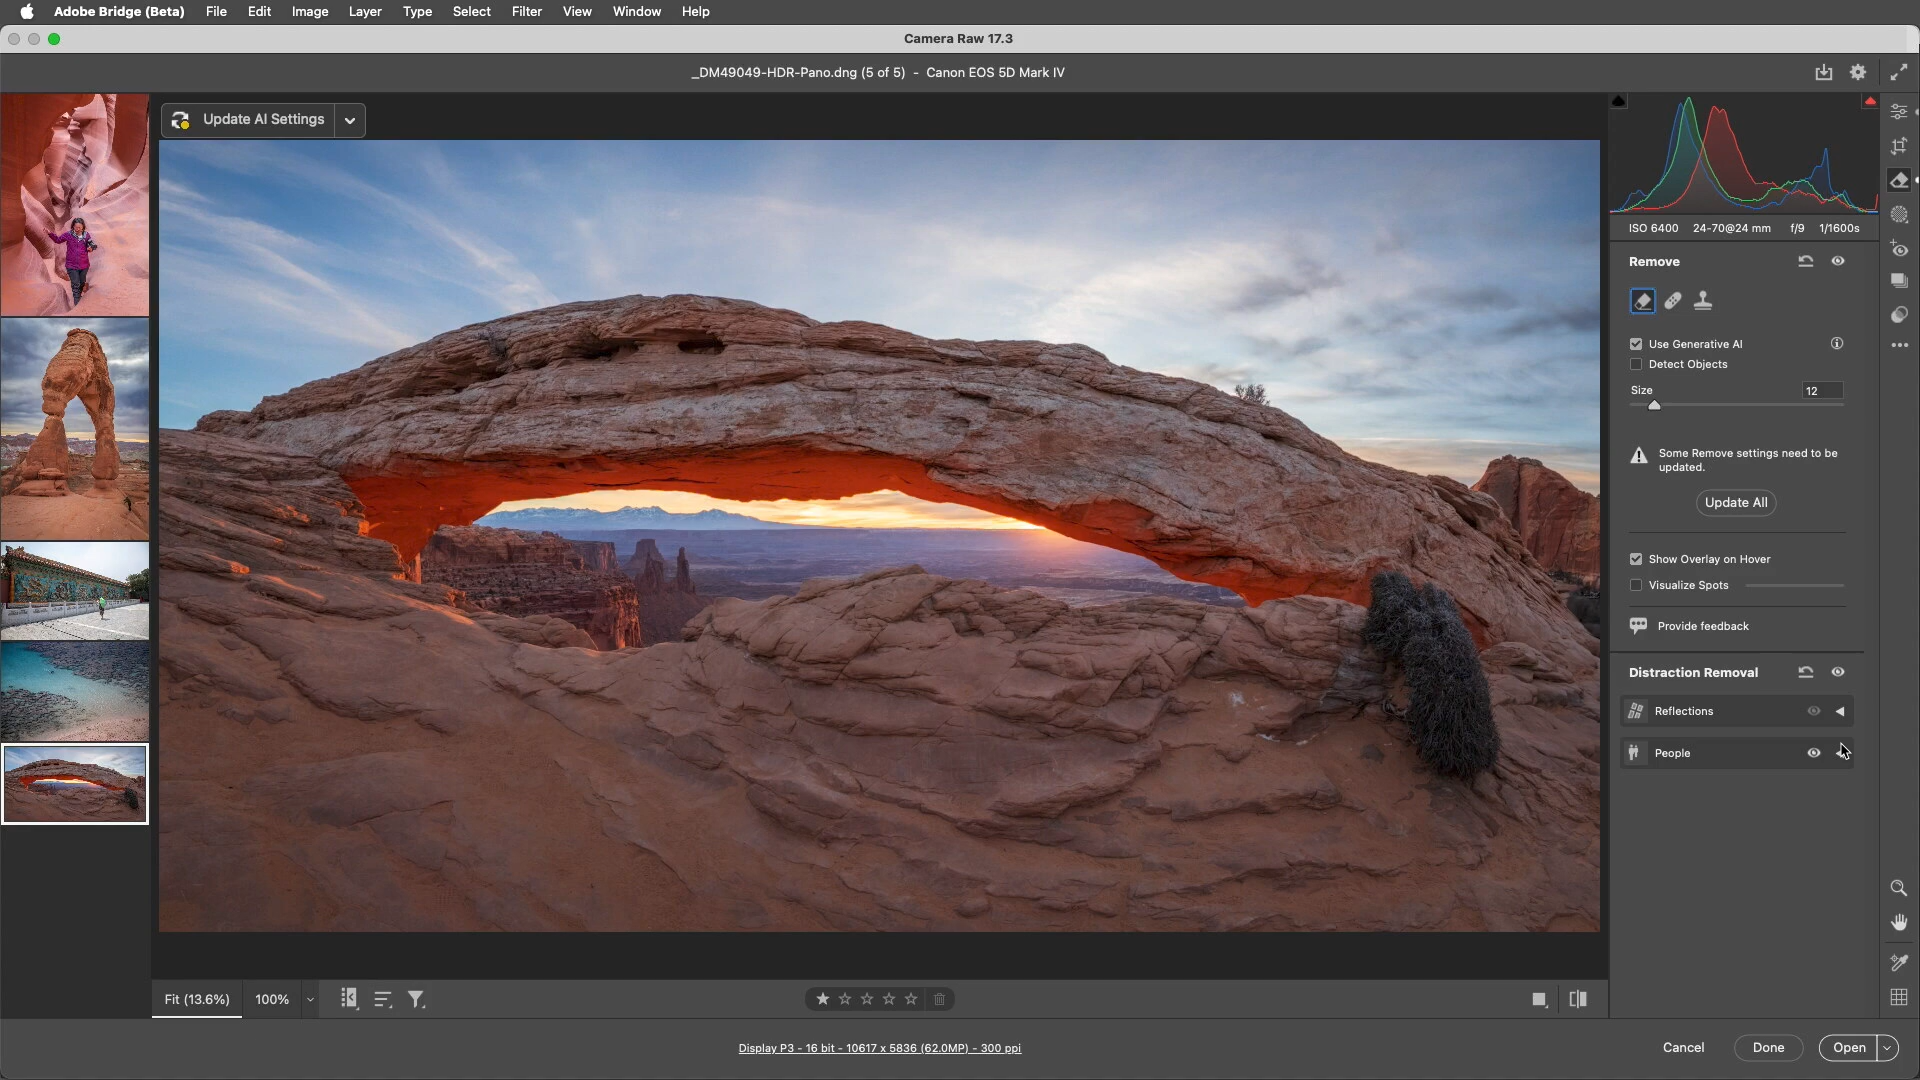 Adobe Bridge (Beta) File Edit Image Layer Type Select Filter View Window Help
Camera Raw 17.3
_DM49049-HDR-Pano.dng (5 of 5) - Canon EOS 5D Mark IV
Update AI Settings
ISO 6400 24-70@24 mm f/9 1/1600s
Remove
Use Generative AI
Detect Objects
Size 12
Some Remove settings need to be
updated.
Update All
Show Overlay on Hover
Visualize Spots
Provide feedback
Distraction Removal
Reflections
People
Fit (13.6%) 100%
Display P3 - 16 bit - 10617 x 5836 (62.0MP) - 300 ppi
Cancel Done Open